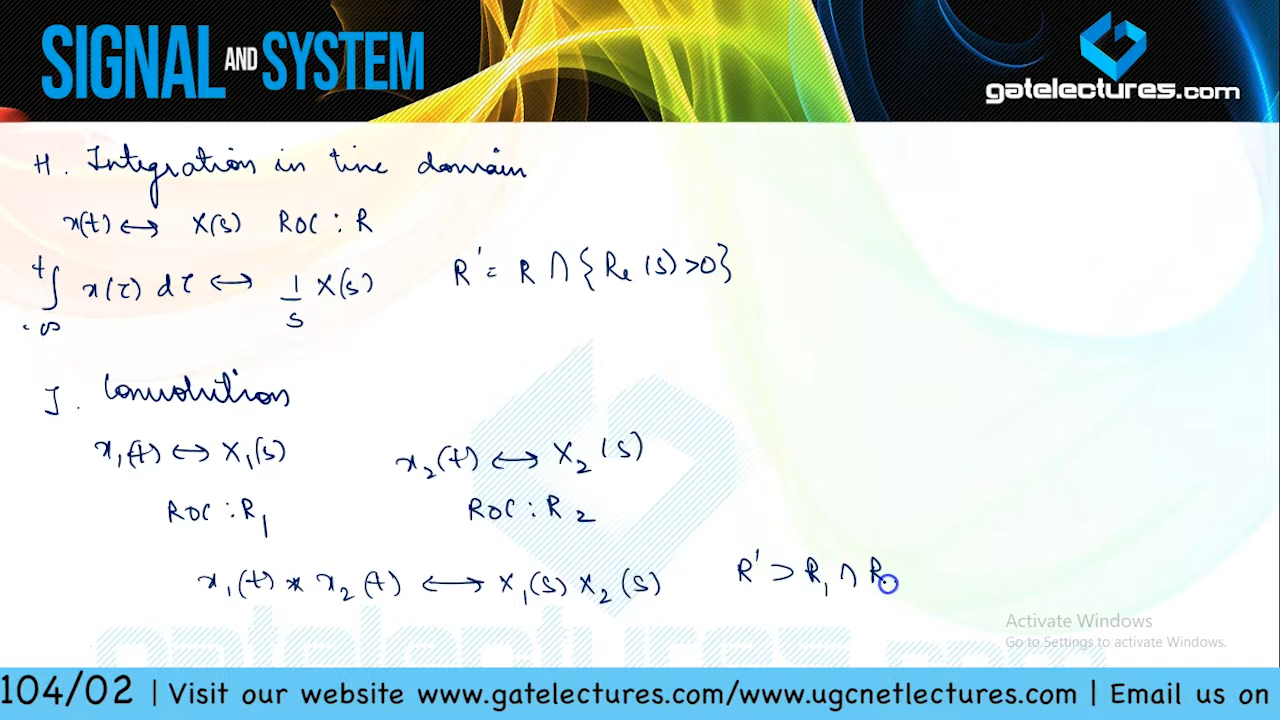 SIGNAL AND SYSTEM
gatelectures.com
H. Integration in time domain
x(t) ↔ X(s) ROC : R
∫_{-∞}^{t} x(τ) dτ ↔ 1/s X(s) R' = R ∩ {Re(s) > 0}
I. Convolution
x₁(t) ↔ X₁(s) x₂(t) ↔ X₂(s)
ROC : R₁ ROC : R₂
x₁(t) * x₂(t) ↔ X₁(s) X₂(s) R' ⊃ R₁ ∩ R
Activate Windows
Go to Settings to activate Windows.
gatelectures.com
104/02 | Visit our website www.gatelectures.com/www.ugcnetlectures.com | Email us on